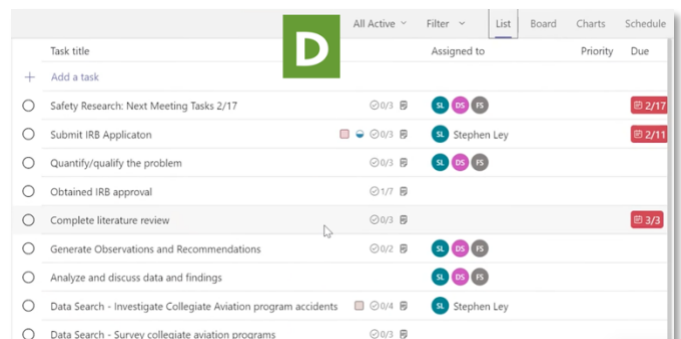 D
All Active Filter List Board Charts Schedule
Task title Assigned to Priority Due
+ Add a task
Safety Research: Next Meeting Tasks 2/17 0/3 SL DS FS 2/17
Submit IRB Applicaton 0/3 SL Stephen Ley 2/11
Quantify/qualify the problem 0/3 SL DS FS
Obtained IRB approval 1/7
Complete literature review 0/3 3/3
Generate Observations and Recommendations 0/2 SL DS FS
Analyze and discuss data and findings SL DS FS
Data Search - Investigate Collegiate Aviation program accidents 0/4 SL Stephen Ley
Data Search - Survey collegiate aviation programs 0/3